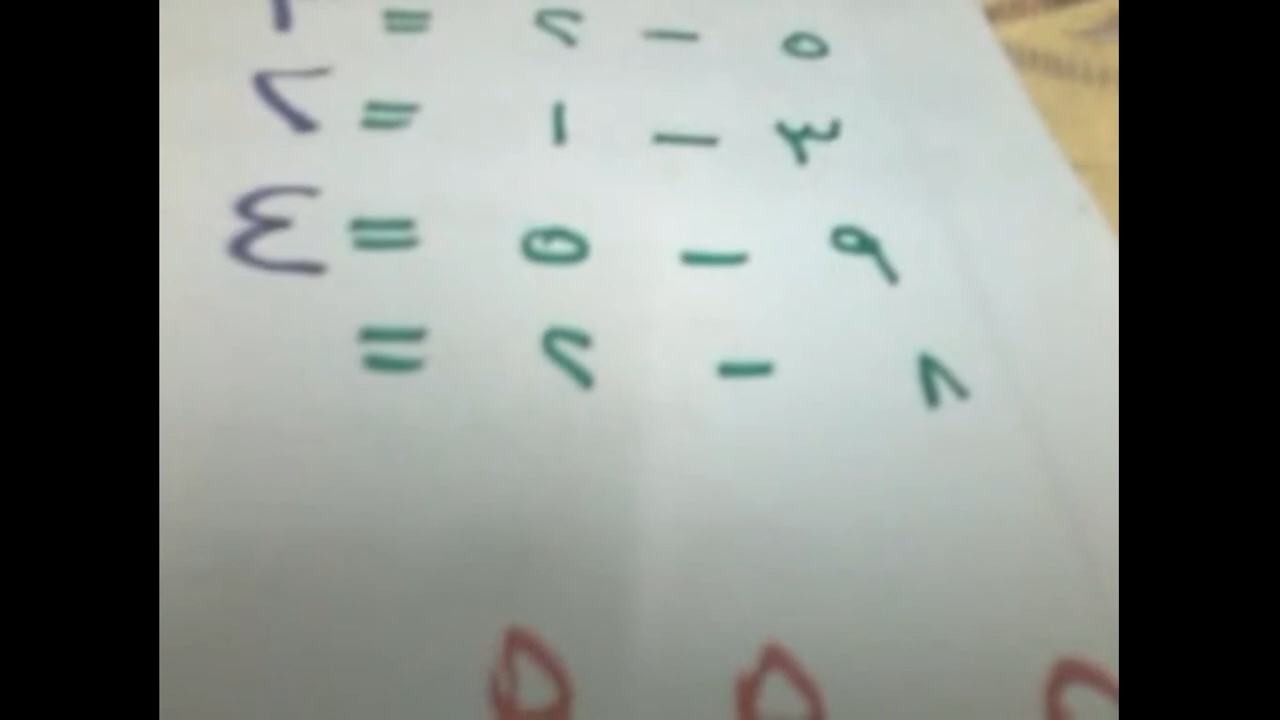 ٥ - ٢ =
٣ - ١ = ٢
٩ - ٥ = ٤
٨ - ٢ =